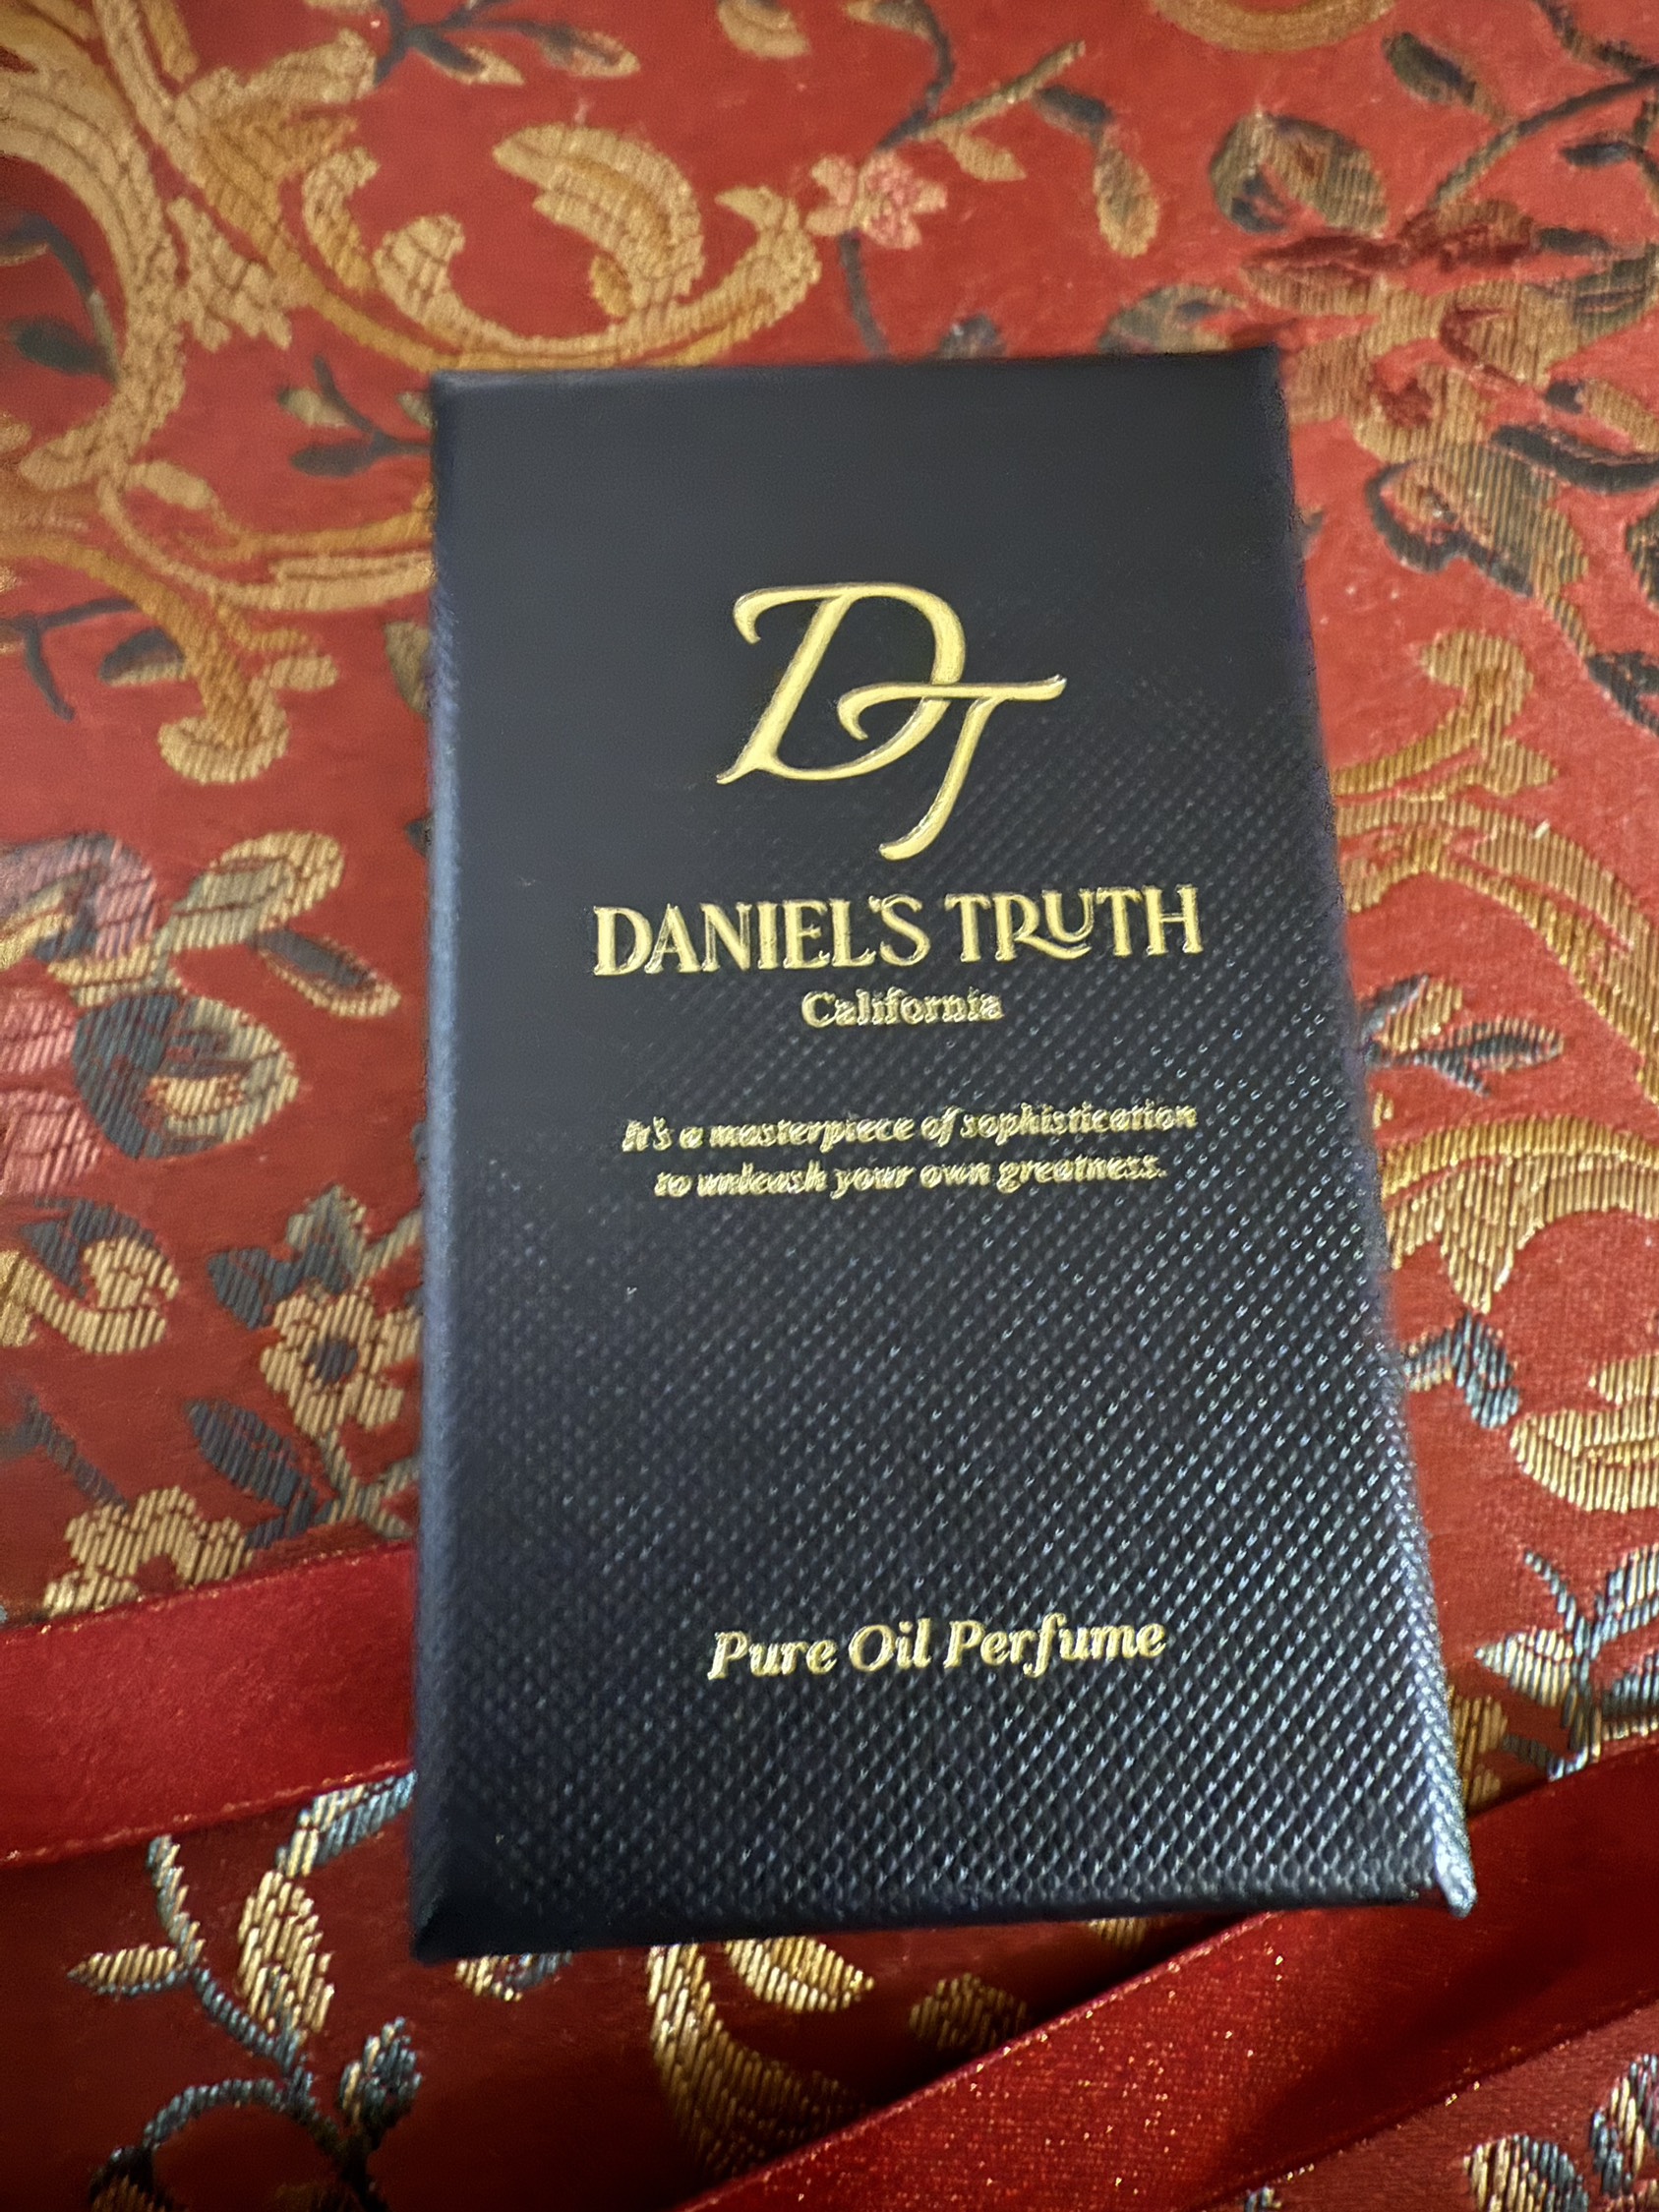 DT
DANIEL'S TRUTH
California
It's a masterpiece of sophistication
to unleash your own greatness.
Pure Oil Perfume